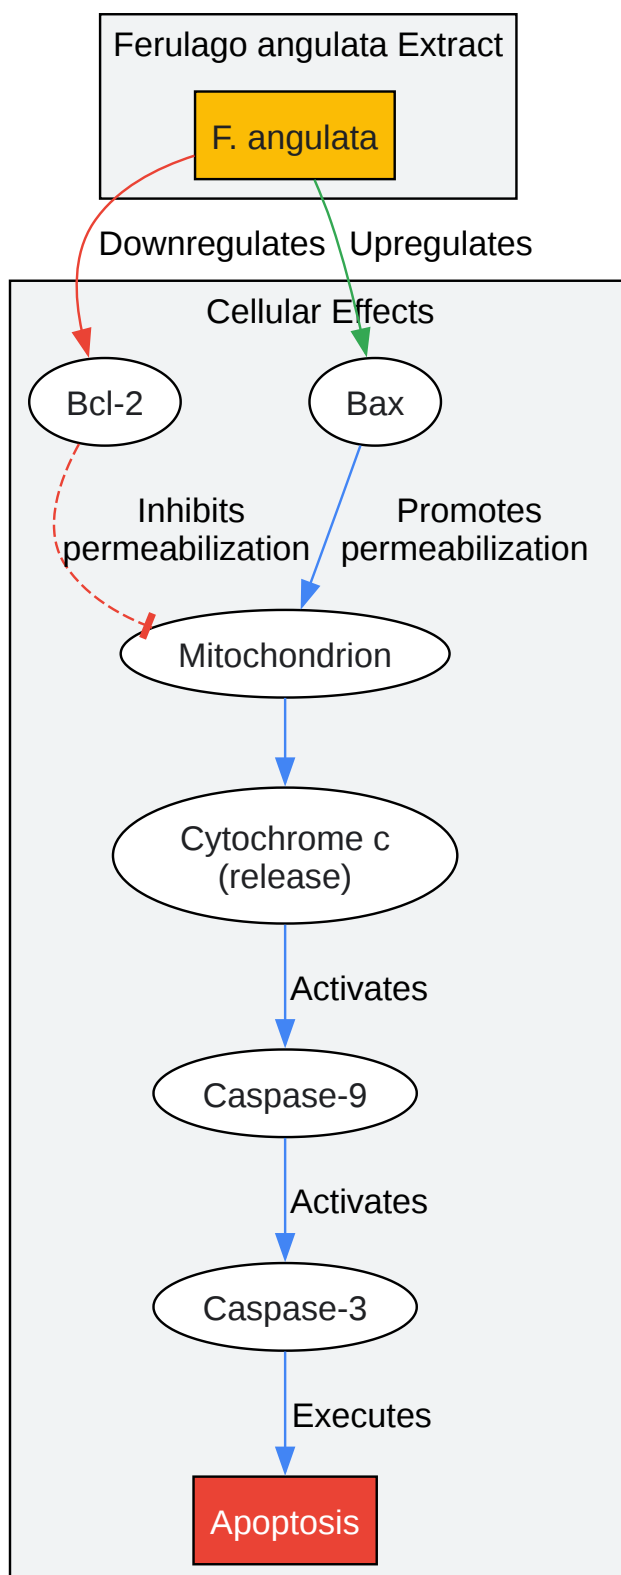 Ferulago angulata Extract
F. angulata
Downregulates
Upregulates
Cellular Effects
Bcl-2
Bax
Inhibits
permeabilization
Promotes
permeabilization
Mitochondrion
Cytochrome c
(release)
Activates
Caspase-9
Activates
Caspase-3
Executes
Apoptosis